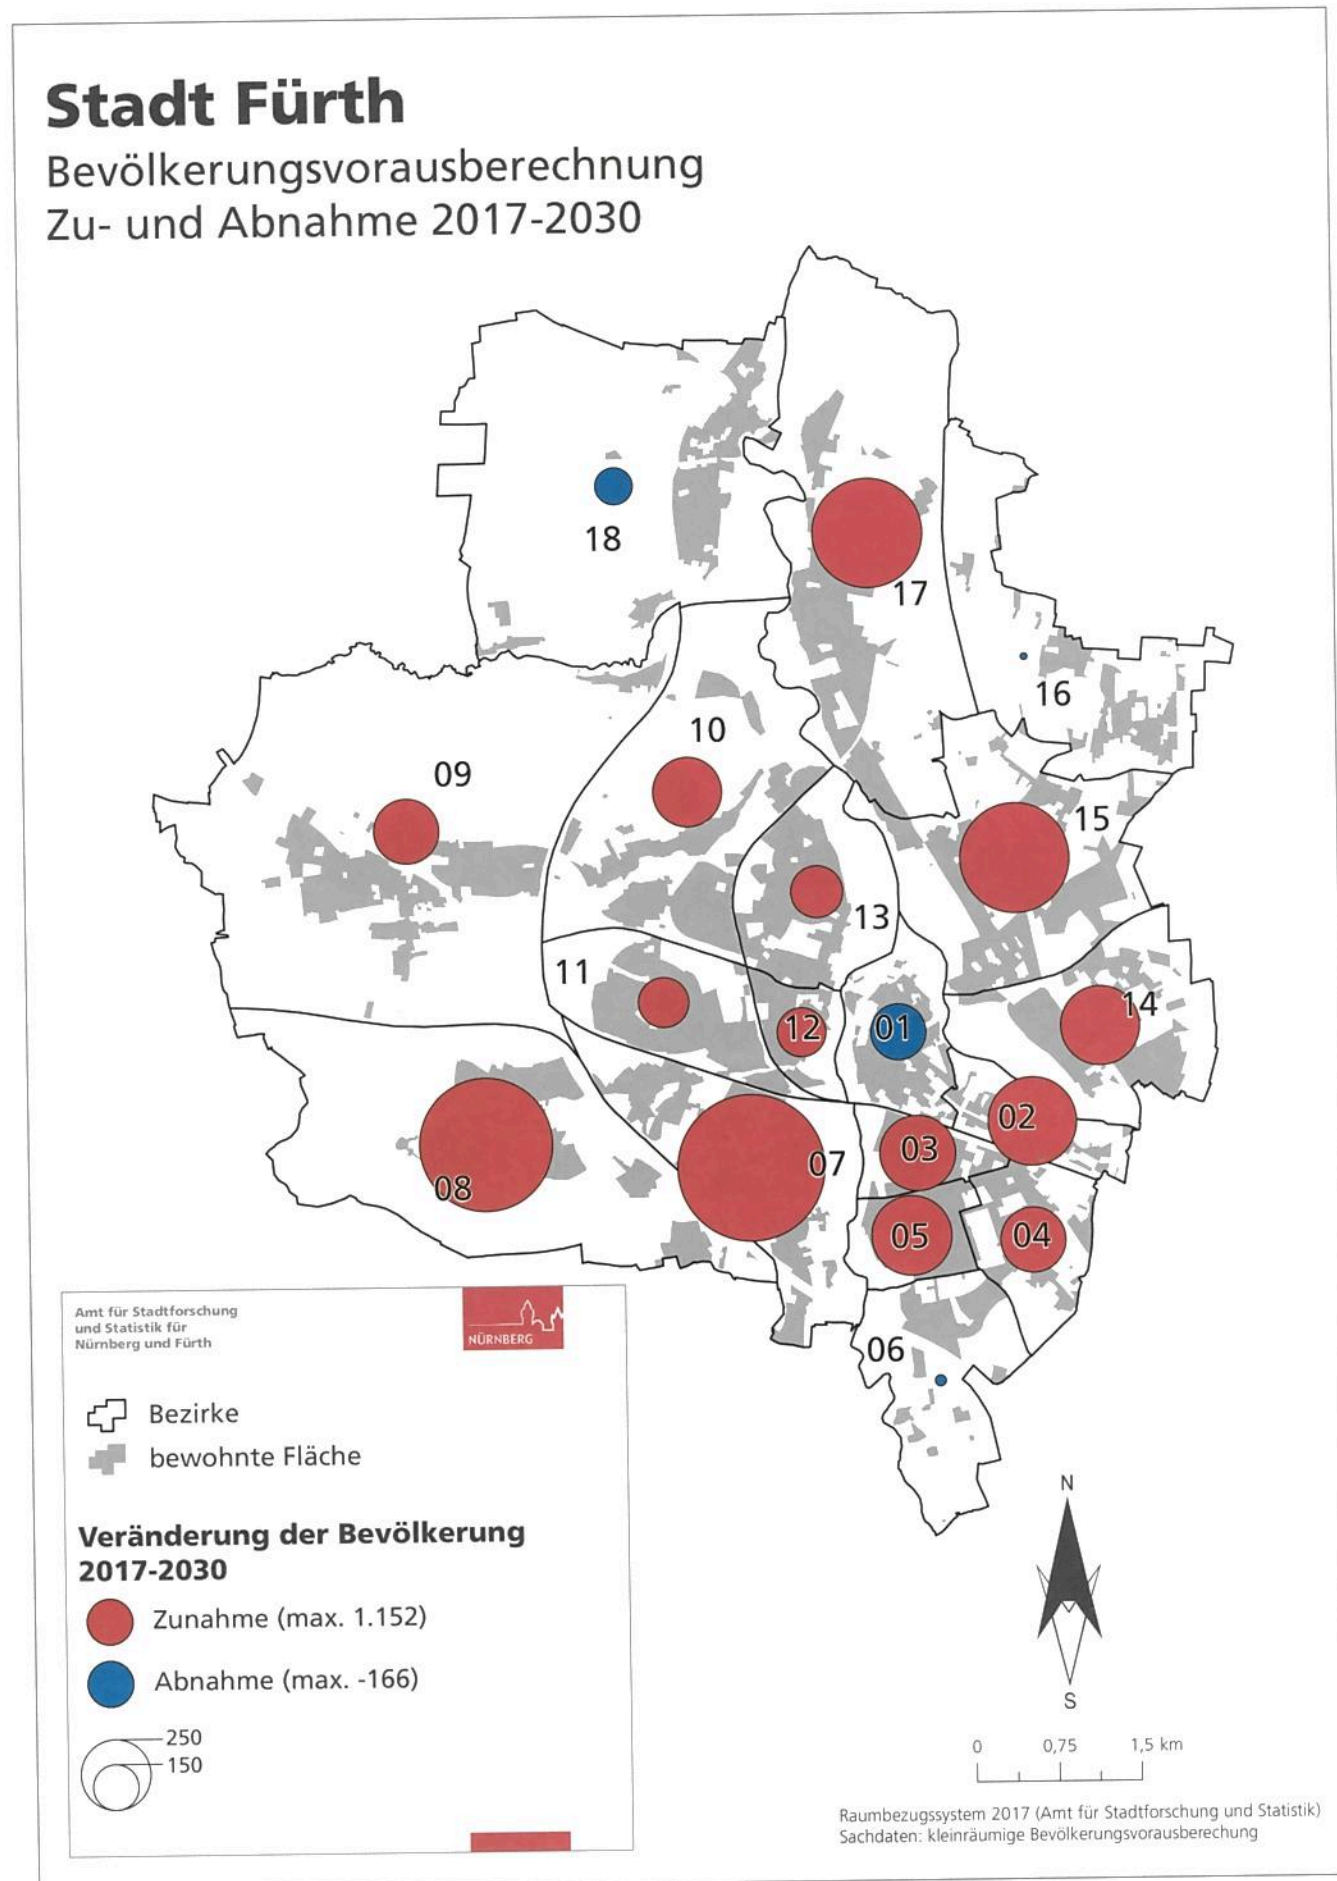 Stadt Fürth
Bevölkerungsvorausberechnung
Zu- und Abnahme 2017-2030
18
17
16
10
09
15
13
11
14
12
01
02
03
07
08
05
04
06
Amt für Stadtforschung
und Statistik für
Nürnberg und Fürth
NÜRNBERG
Bezirke
bewohnte Fläche
Veränderung der Bevölkerung
2017-2030
Zunahme (max. 1.152)
Abnahme (max. -166)
250
150
N
S
0 0,75 1,5 km
Raumbezugssystem 2017 (Amt für Stadtforschung und Statistik)
Sachdaten: kleinräumige Bevölkerungsvorausberechung